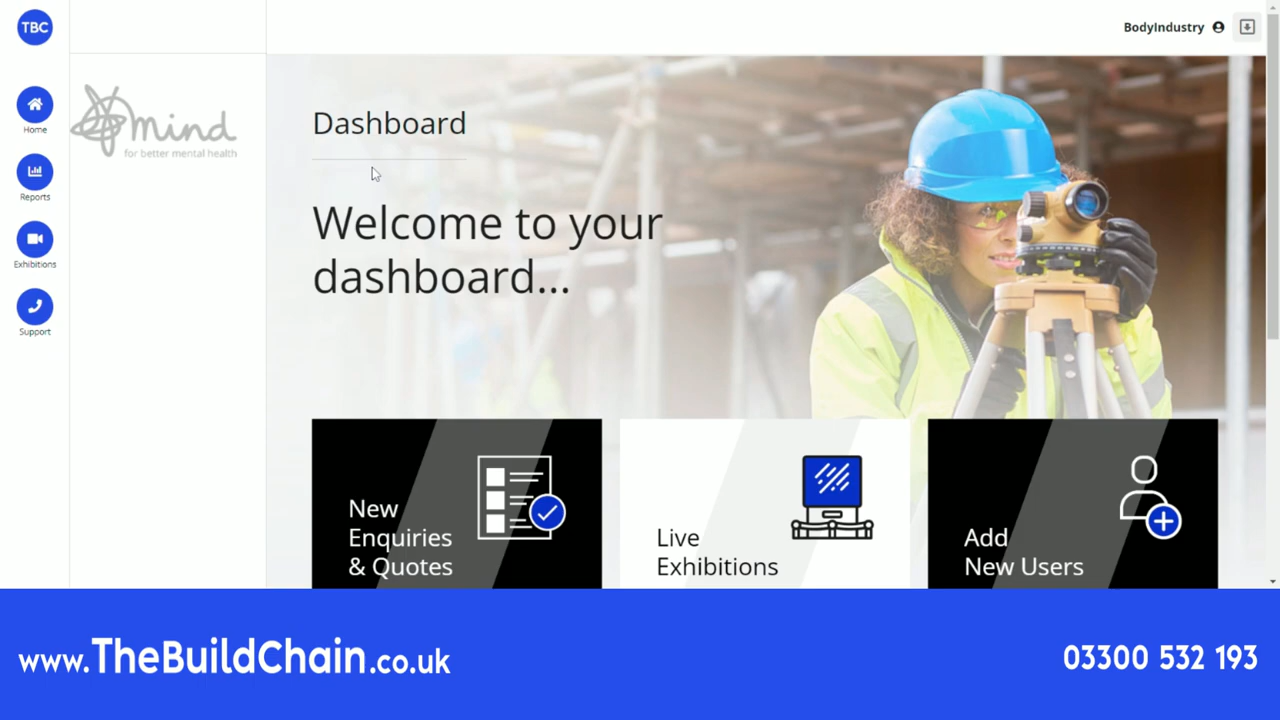 TBC
BodyIndustry
Home
Reports
Exhibitions
Support
mind
for better mental health
Dashboard
Welcome to your
dashboard...
New
Enquiries
& Quotes
Live
Exhibitions
Add
New Users
www.TheBuildChain.co.uk
03300 532 193